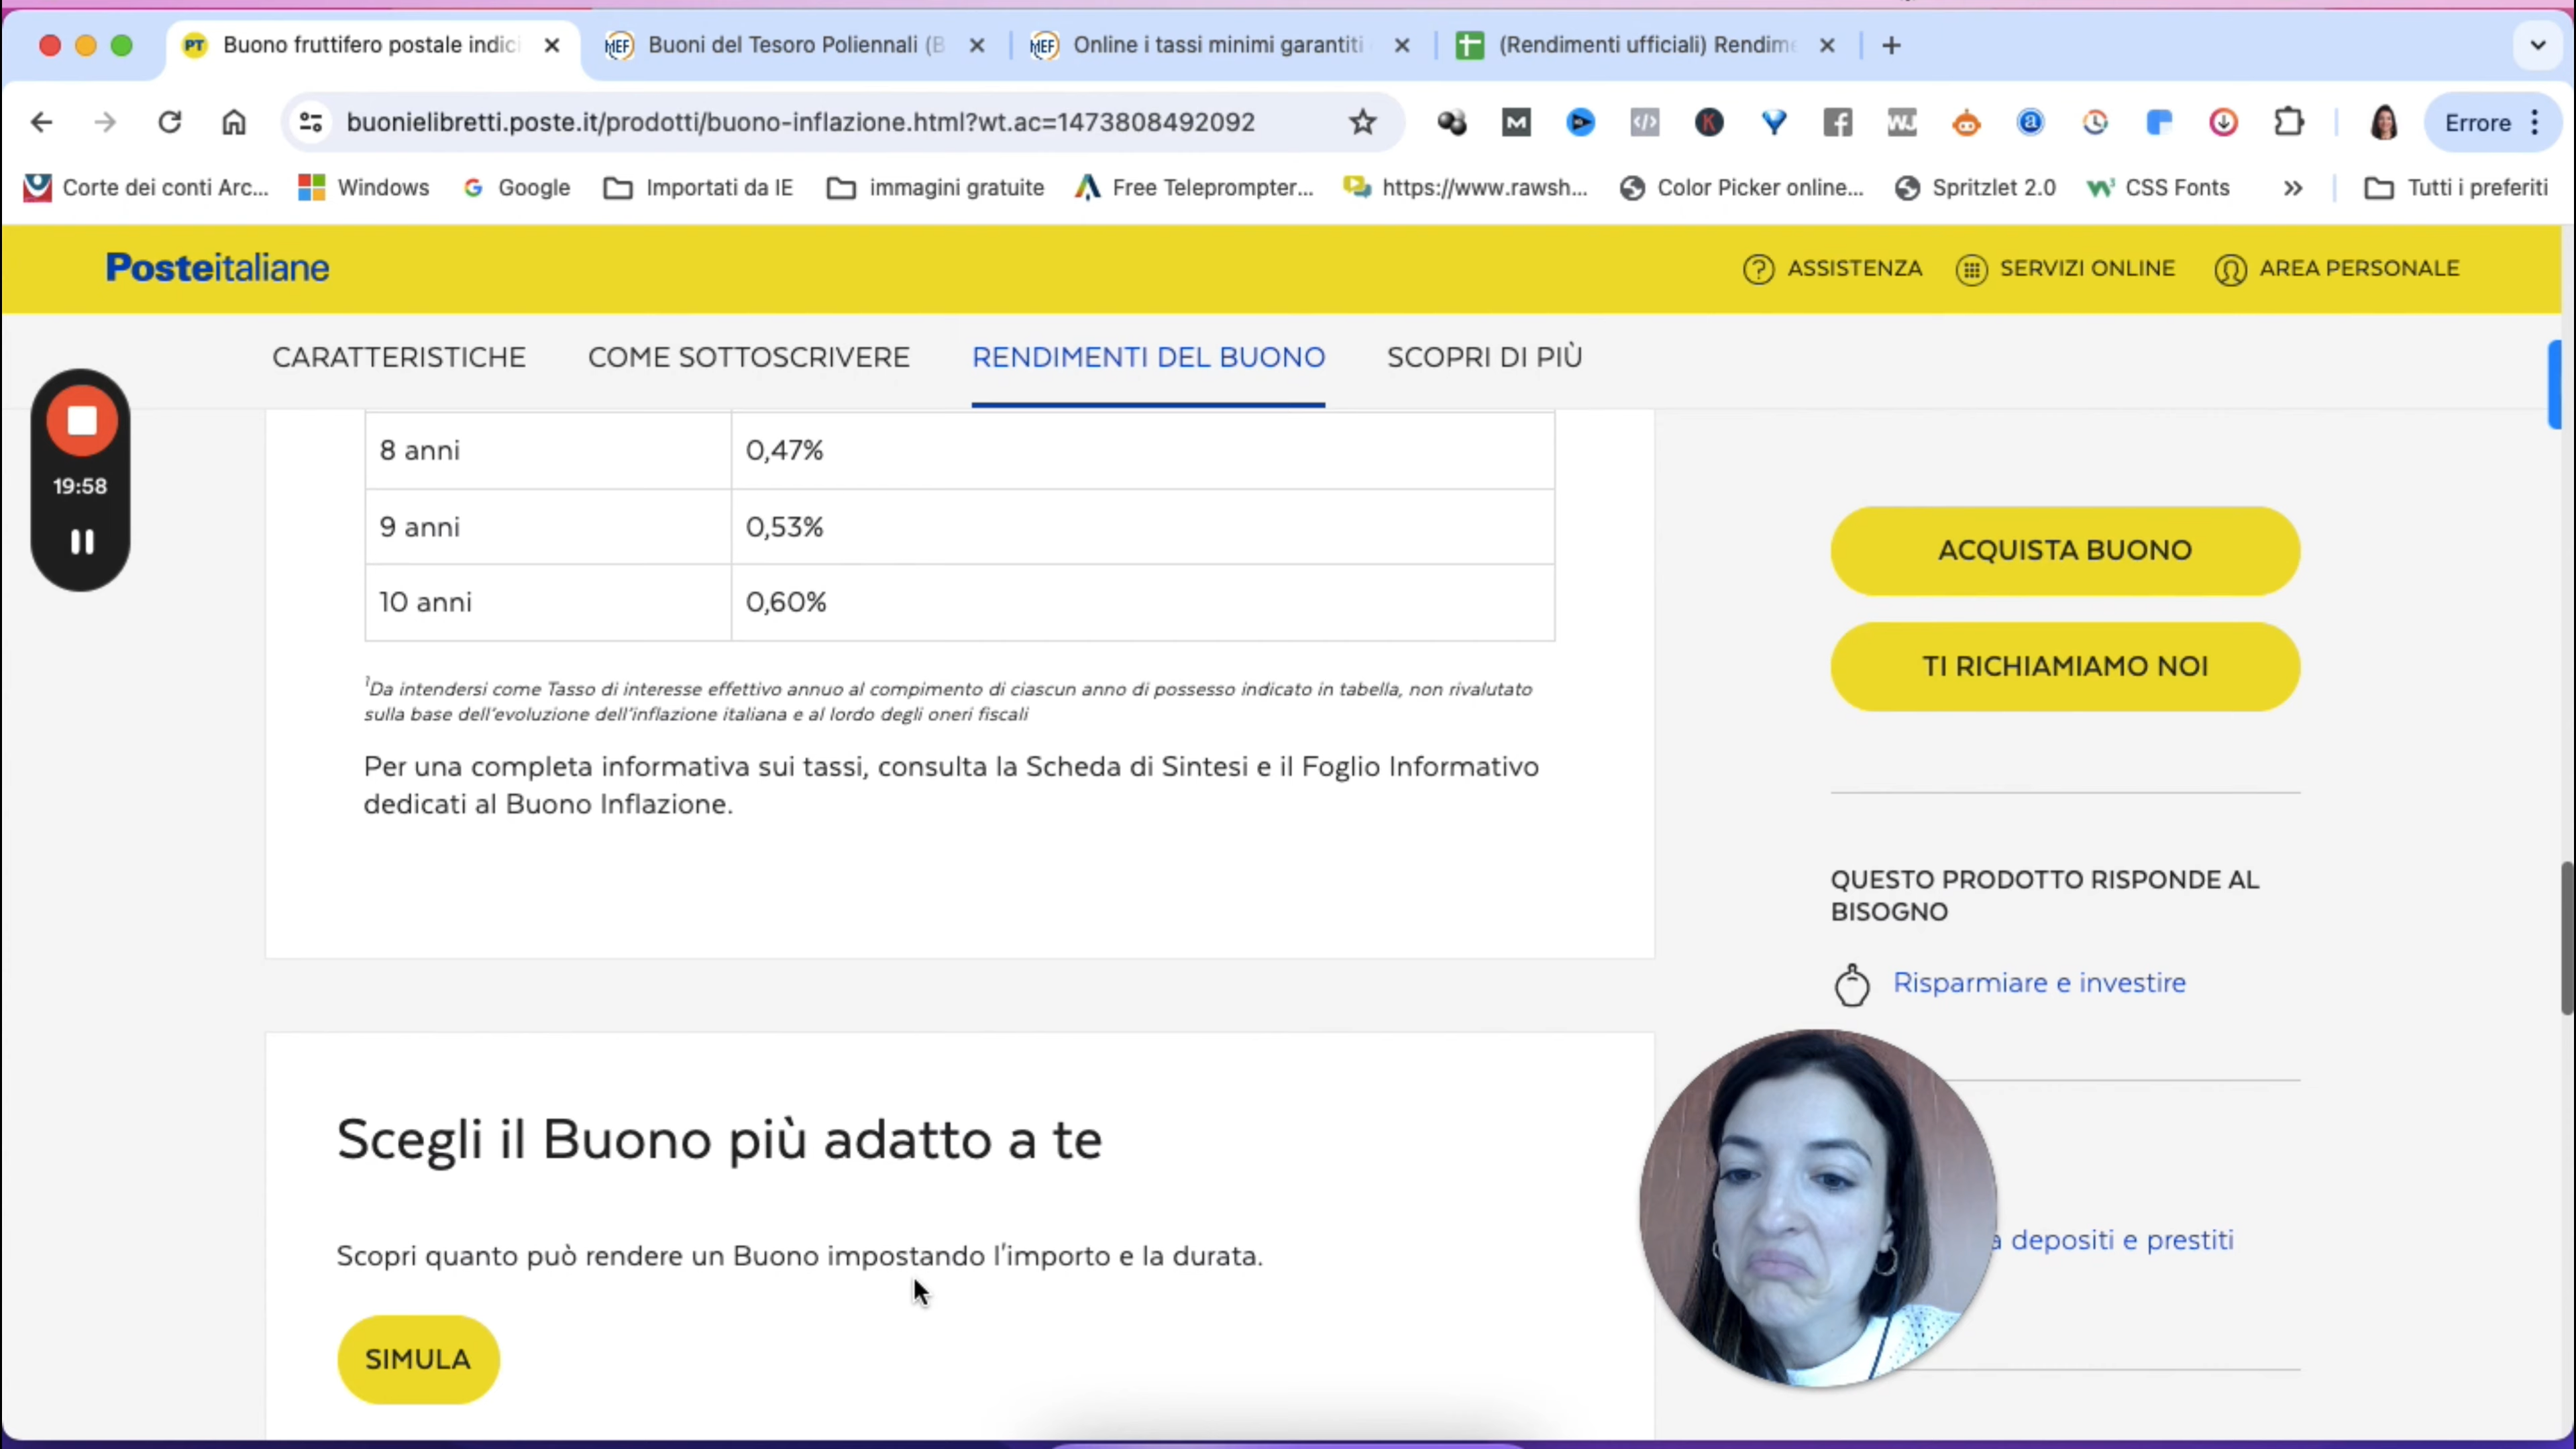 Buono fruttifero postale indici
Buoni del Tesoro Poliennali (B
Online i tassi minimi garantiti
(Rendimenti ufficiali) Rendim
buonielibretti.poste.it/prodotti/buono-inflazione.html?wt.ac=1473808492092
Errore
Corte dei conti Arc...
Windows
Google
Importati da IE
immagini gratuite
Free Teleprompter...
https://www.rawsh...
Color Picker online...
Spritzlet 2.0
CSS Fonts
Tutti i preferiti
Posteitaliane
ASSISTENZA
SERVIZI ONLINE
AREA PERSONALE
CARATTERISTICHE
COME SOTTOSCRIVERE
RENDIMENTI DEL BUONO
SCOPRI DI PIÙ
19:58
8 anni 0,47%
9 anni 0,53%
10 anni 0,60%
¹Da intendersi come Tasso di interesse effettivo annuo al compimento di ciascun anno di possesso indicato in tabella, non rivalutato
sulla base dell'evoluzione dell'inflazione italiana e al lordo degli oneri fiscali
Per una completa informativa sui tassi, consulta la Scheda di Sintesi e il Foglio Informativo
dedicati al Buono Inflazione.
ACQUISTA BUONO
TI RICHIAMIAMO NOI
QUESTO PRODOTTO RISPONDE AL
BISOGNO
Risparmiare e investire
a depositi e prestiti
Scegli il Buono più adatto a te
Scopri quanto può rendere un Buono impostando l'importo e la durata.
SIMULA